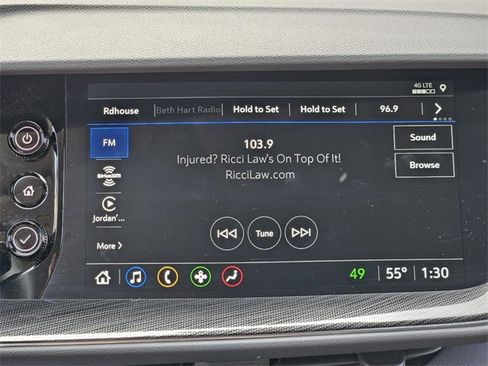 4G LTE
Rdhouse Beth Hart Radio Hold to Set Hold to Set 96.9
FM
103.9
Sound
Injured? Ricci Law's On Top Of It!
Browse
RicciLaw.com
SiriusXM
Jordan'...
Tune
More
49 55° 1:30